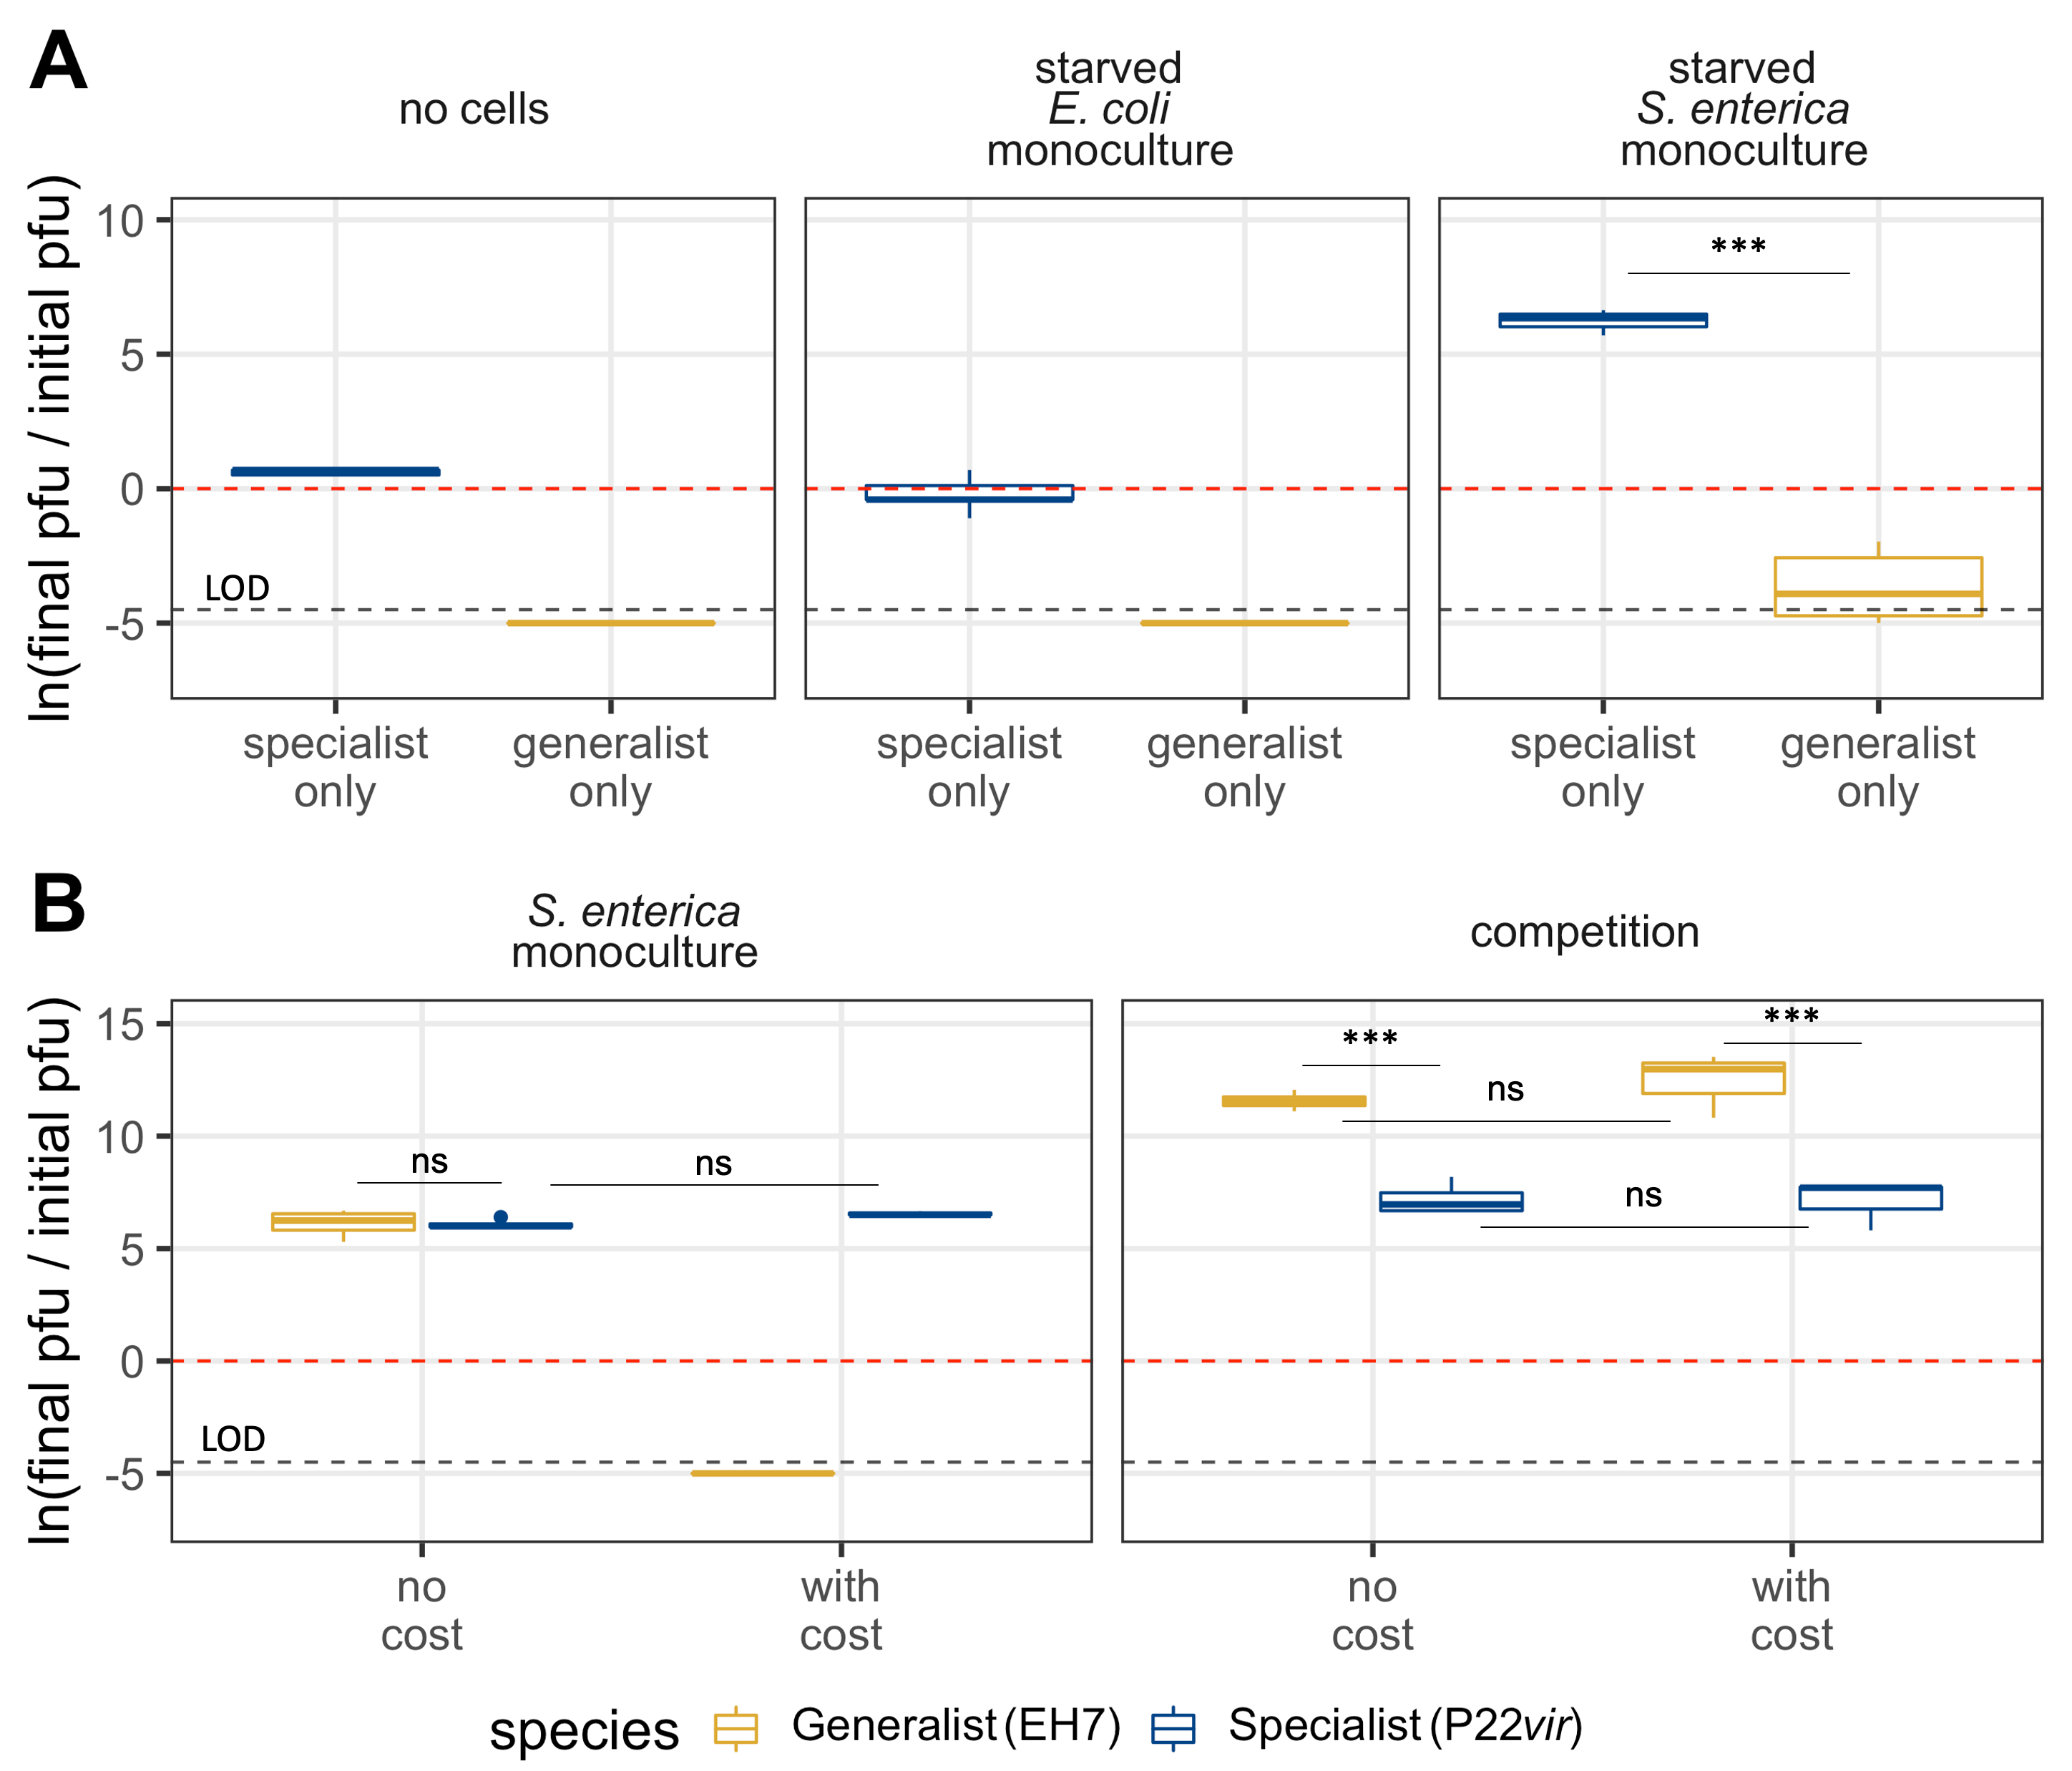 A
no cells
starved
E. coli
monoculture
starved
S. enterica
monoculture
ln(final pfu / initial pfu)
10
5
0
-5
LOD
***
specialist
only
generalist
only
specialist
only
generalist
only
specialist
only
generalist
only
B
S. enterica
monoculture
competition
ln(final pfu / initial pfu)
15
10
5
0
-5
ns
ns
LOD
***
ns
***
ns
no
cost
with
cost
no
cost
with
cost
species Generalist (EH7) Specialist (P22vir)